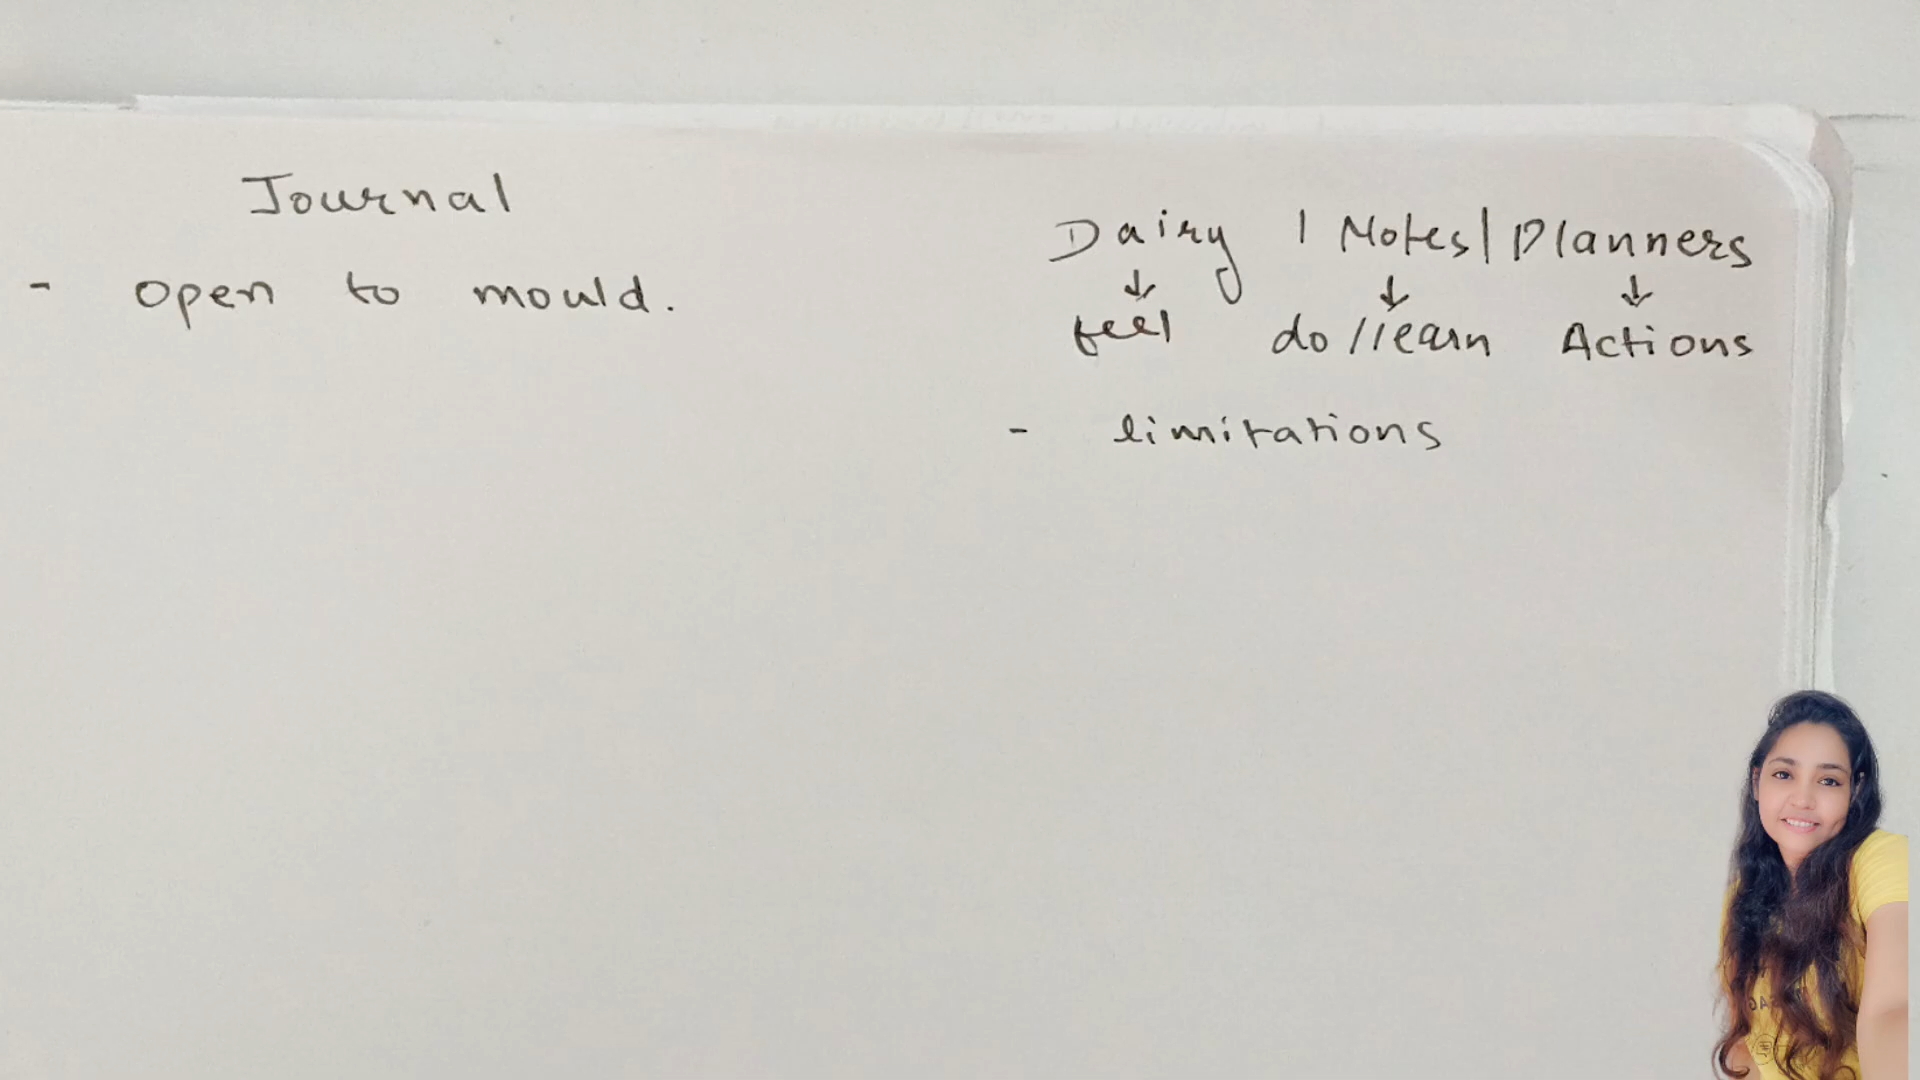 Journal
- open to mould.
Dairy | Notes | Planners
↓ ↓ ↓
feel do / learn Actions
- limitations